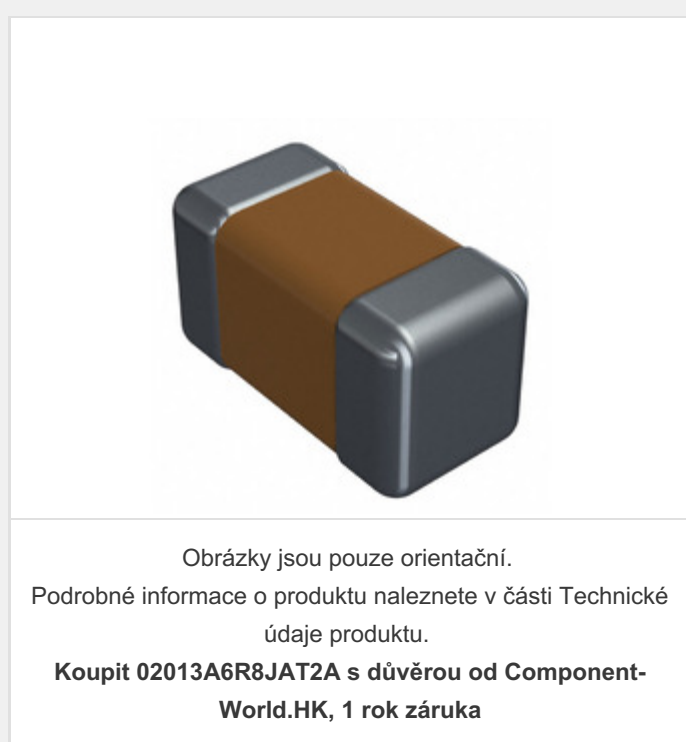 Obrázky jsou pouze orientační.
Podrobné informace o produktu naleznete v části Technické
údaje produktu.
Koupit 02013A6R8JAT2A s důvěrou od Component-
World.HK, 1 rok záruka